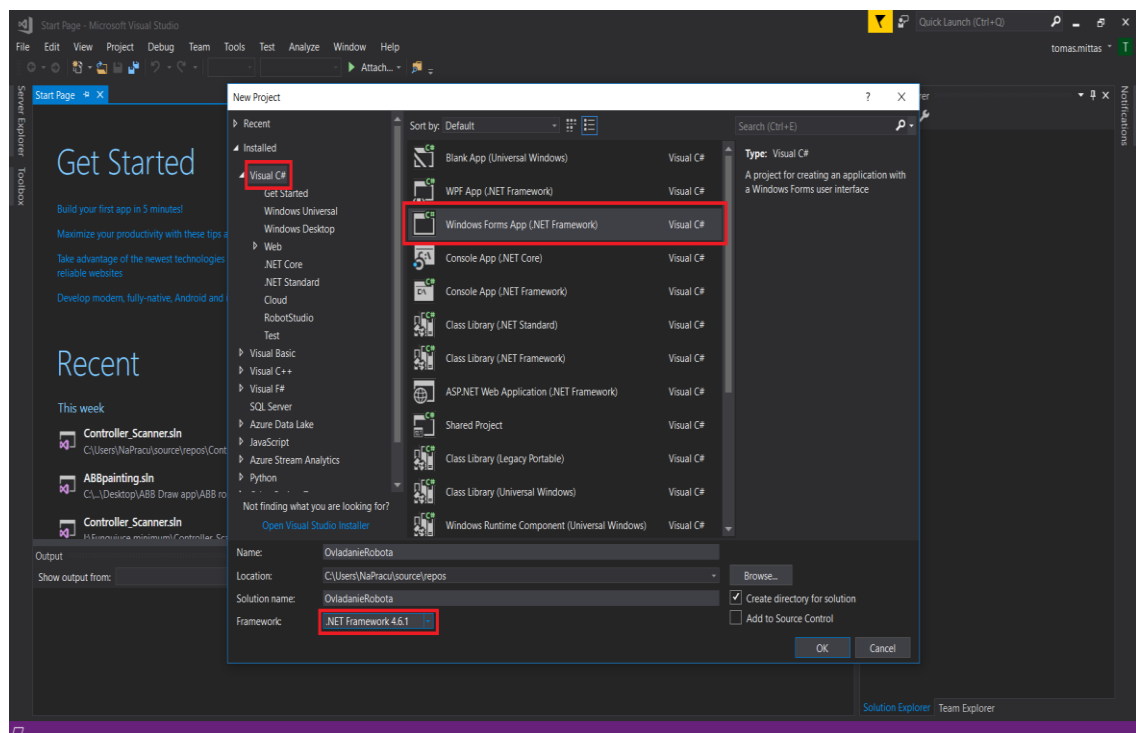 Start Page - Microsoft Visual Studio
Quick Launch (Ctrl+Q)
File Edit View Project Debug Team Tools Test Analyze Window Help
tomas.mittas T
Attach...
Server Explorer
Toolbox
Start Page
Notifications
Get Started
Build your first app in 5 minutes!
Maximize your productivity with these tips a
Take advantage of the newest technologies
reliable websites
Develop modern, fully-native, Android and i
Recent
This week
Controller_Scanner.sln
C:\Users\NaPracu\source\repos\Cont
ABBpainting.sln
C:\...\Desktop\ABB Draw app\ABB ro
Controller_Scanner.sln
Output
Show output from:
New Project
? X
Recent
Installed
Visual C#
Get Started
Windows Universal
Windows Desktop
Web
.NET Core
.NET Standard
Cloud
RobotStudio
Test
Visual Basic
Visual C++
Visual F#
SQL Server
Azure Data Lake
JavaScript
Azure Stream Analytics
Python
Not finding what you are looking for?
Open Visual Studio Installer
Sort by: Default
Search (Ctrl+E)
Blank App (Universal Windows) Visual C#
WPF App (.NET Framework) Visual C#
Windows Forms App (.NET Framework) Visual C#
Console App (.NET Core) Visual C#
Console App (.NET Framework) Visual C#
Class Library (.NET Standard) Visual C#
Class Library (.NET Framework) Visual C#
ASP.NET Web Application (.NET Framework) Visual C#
Shared Project Visual C#
Class Library (Legacy Portable) Visual C#
Class Library (Universal Windows) Visual C#
Windows Runtime Component (Universal Windows) Visual C#
Type: Visual C#
A project for creating an application with
a Windows Forms user interface
Name: OvladanieRobota
Location: C:\Users\NaPracu\source\repos
Browse...
Solution name: OvladanieRobota
Create directory for solution
Framework: .NET Framework 4.6.1
Add to Source Control
OK Cancel
Solution Explorer Team Explorer